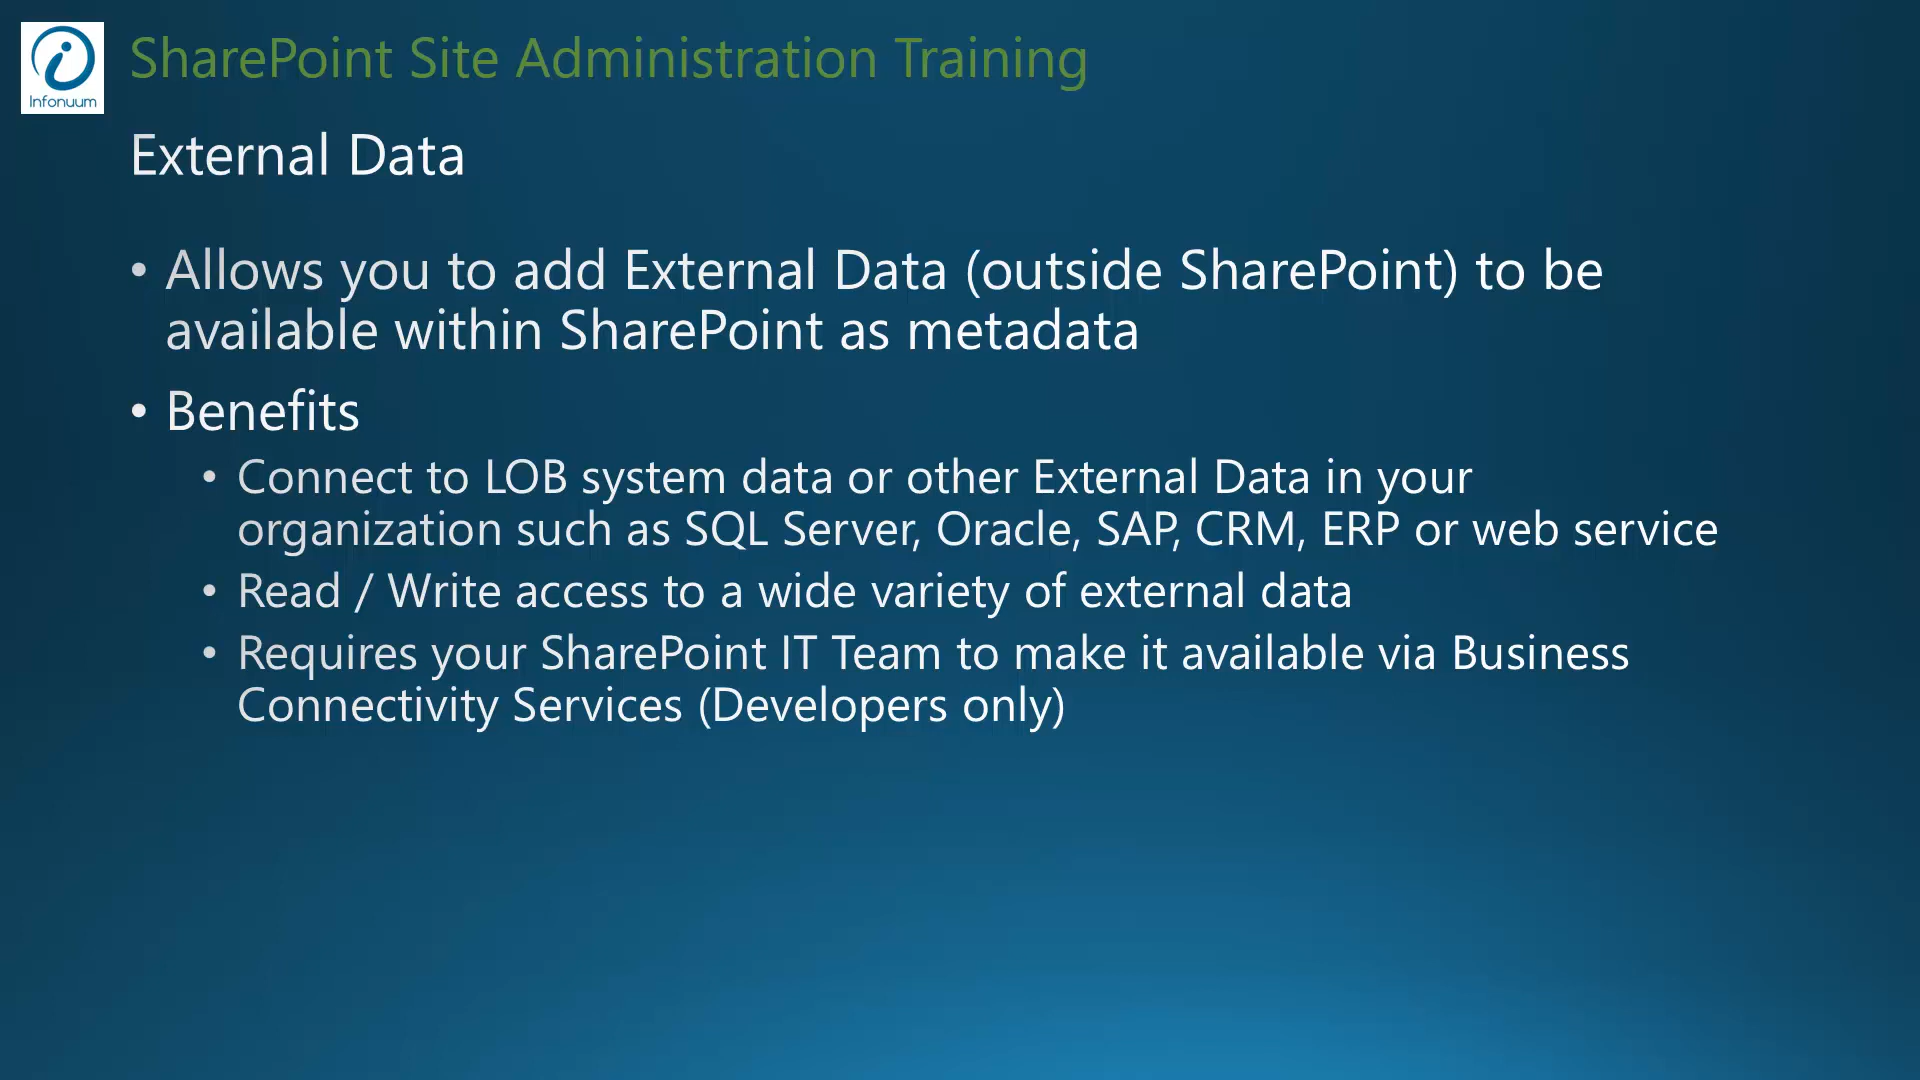 SharePoint Site Administration Training
Infonuum
External Data
• Allows you to add External Data (outside SharePoint) to be
available within SharePoint as metadata
• Benefits
• Connect to LOB system data or other External Data in your
organization such as SQL Server, Oracle, SAP, CRM, ERP or web service
• Read / Write access to a wide variety of external data
• Requires your SharePoint IT Team to make it available via Business
Connectivity Services (Developers only)